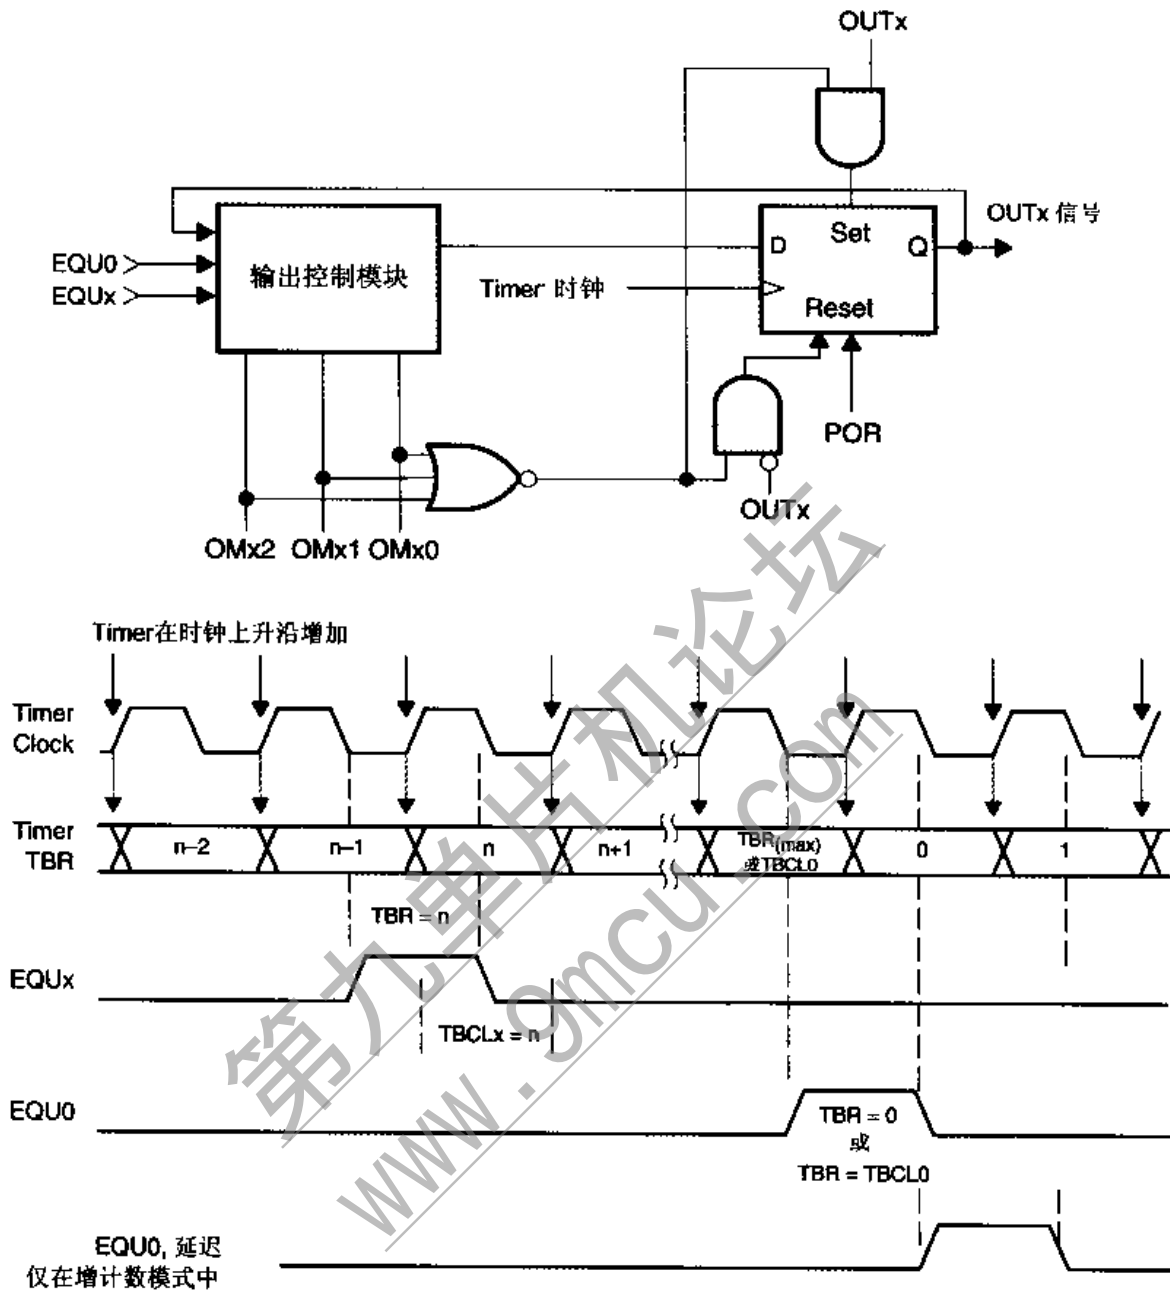 OUTx
OUTx 信号
Set
D
Q
Reset
EQU0
EQUx
输出控制模块
Timer 时钟
POR
OUTx
OMx2 OMx1 OMx0
Timer在时钟上升沿增加
Timer
Clock
Timer
TBR
n–2
n–1
n
n+1
TBR(max)
或TBCL0
0
1
TBR = n
EQUx
TBCLx = n
EQU0
TBR = 0
或
TBR = TBCL0
EQU0, 延迟
仅在增计数模式中
第九单片机论坛
www.9mcu.com